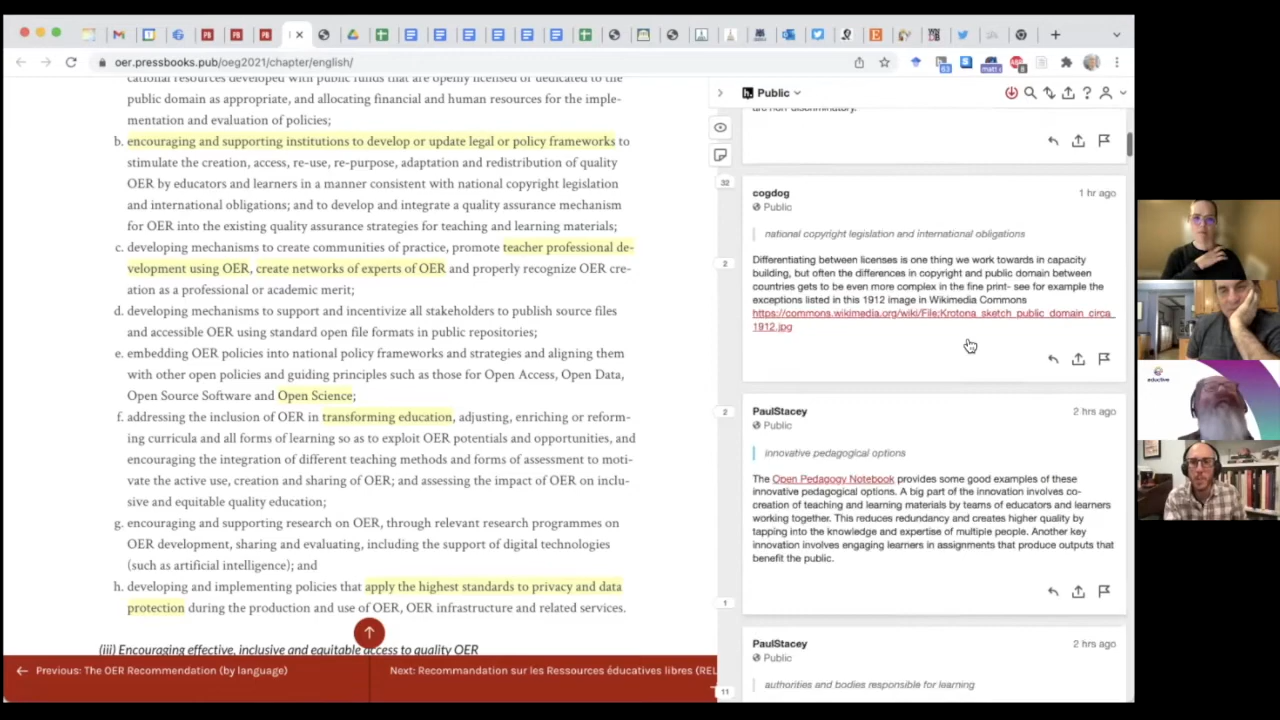 oer.pressbooks.pub/oeg2021/chapter/english/
cational resources developed with public funds that are openly licensed or dedicated to the
public domain as appropriate, and allocating financial and human resources for the imple-
mentation and evaluation of policies;
b. encouraging and supporting institutions to develop or update legal or policy frameworks to
stimulate the creation, access, re-use, re-purpose, adaptation and redistribution of quality
OER by educators and learners in a manner consistent with national copyright legislation
and international obligations; and to develop and integrate a quality assurance mechanism
for OER into the existing quality assurance strategies for teaching and learning materials;
c. developing mechanisms to create communities of practice, promote teacher professional de-
velopment using OER, create networks of experts of OER and properly recognize OER cre-
ation as a professional or academic merit;
d. developing mechanisms to support and incentivize all stakeholders to publish source files
and accessible OER using standard open file formats in public repositories;
e. embedding OER policies into national policy frameworks and strategies and aligning them
with other open policies and guiding principles such as those for Open Access, Open Data,
Open Source Software and Open Science;
f. addressing the inclusion of OER in transforming education, adjusting, enriching or reform-
ing curricula and all forms of learning so as to exploit OER potentials and opportunities, and
encouraging the integration of different teaching methods and forms of assessment to moti-
vate the active use, creation and sharing of OER; and assessing the impact of OER on inclu-
sive and equitable quality education;
g. encouraging and supporting research on OER, through relevant research programmes on
OER development, sharing and evaluating, including the support of digital technologies
(such as artificial intelligence); and
h. developing and implementing policies that apply the highest standards to privacy and data
protection during the production and use of OER, OER infrastructure and related services.
(iii) Encouraging effective, inclusive and equitable access to quality OER
Previous: The OER Recommendation (by language)
Next: Recommandation sur les Ressources éducatives libres (REL
Public
are non-discriminatory.
32
cogdog
1 hr ago
Public
national copyright legislation and international obligations
2
Differentiating between licenses is one thing we work towards in capacity
building, but often the differences in copyright and public domain between
countries gets to be even more complex in the fine print- see for example the
exceptions listed in this 1912 image in Wikimedia Commons
https://commons.wikimedia.org/wiki/File:Krotona_sketch_public_domain_circa_
1912.jpg
2
PaulStacey
2 hrs ago
Public
innovative pedagogical options
The Open Pedagogy Notebook provides some good examples of these
innovative pedagogical options. A big part of the innovation involves co-
creation of teaching and learning materials by teams of educators and learners
working together. This reduces redundancy and creates higher quality by
tapping into the knowledge and expertise of multiple people. Another key
innovation involves engaging learners in assignments that produce outputs that
benefit the public.
1
PaulStacey
2 hrs ago
Public
authorities and bodies responsible for learning
11
eductive